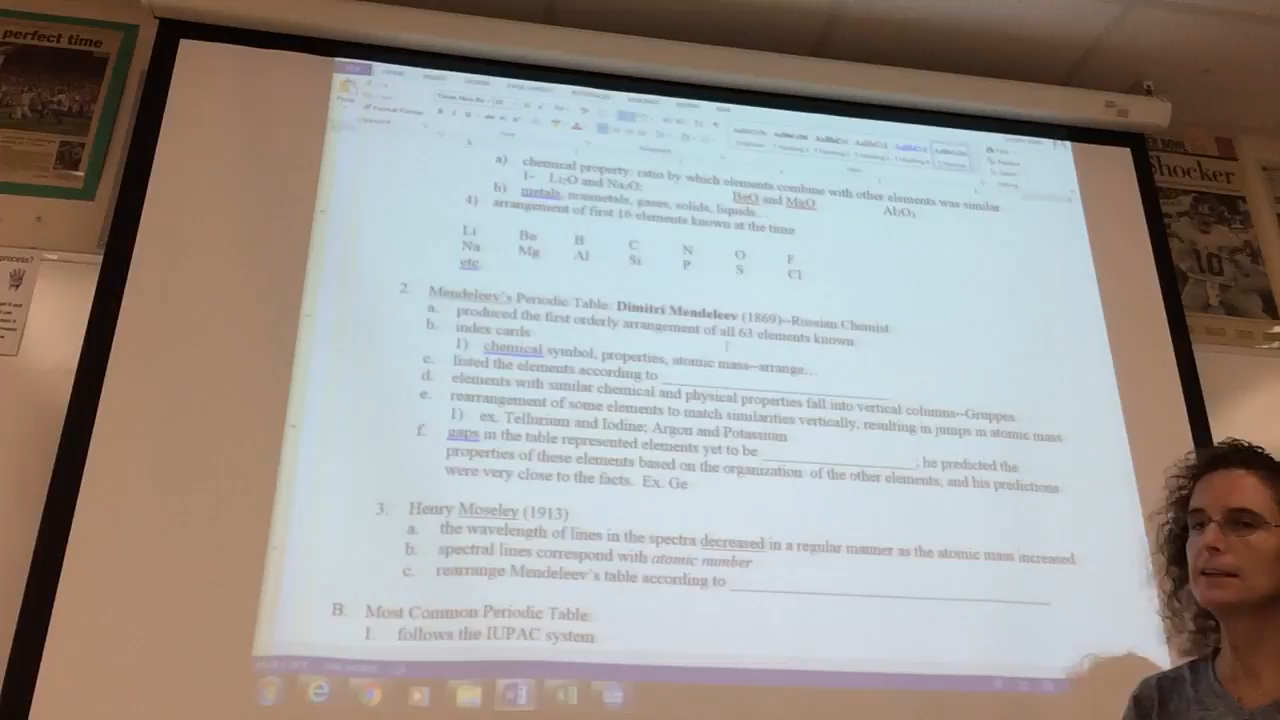 perfect time
Shocker
10
process?
a) chemical property: ratio by which elements combine with other elements was similar
1- Li₂O and Na₂O; BeO and MgO Al₂O₃
b) metals, nonmetals, gases, solids, liquids...
4) arrangement of first 16 elements known at the time
Li Be B C N O F
Na Mg Al Si P S Cl
etc.
2. Mendeleev's Periodic Table: Dimitri Mendeleev (1869)--Russian Chemist
a. produced the first orderly arrangement of all 63 elements known
b. index cards
1) chemical symbol, properties, atomic mass--arrange...
c. listed the elements according to
d. elements with similar chemical and physical properties fall into vertical columns--Gruppes
e. rearrangement of some elements to match similarities vertically, resulting in jumps in atomic mass
1) ex. Tellurium and Iodine; Argon and Potassium
f. gaps in the table represented elements yet to be , he predicted the
properties of these elements based on the organization of the other elements, and his predictions
were very close to the facts. Ex. Ge
3. Henry Moseley (1913)
a. the wavelength of lines in the spectra decreased in a regular manner as the atomic mass increased
b. spectral lines correspond with atomic number
c. rearrange Mendeleev's table according to
B. Most Common Periodic Table:
1. follows the IUPAC system